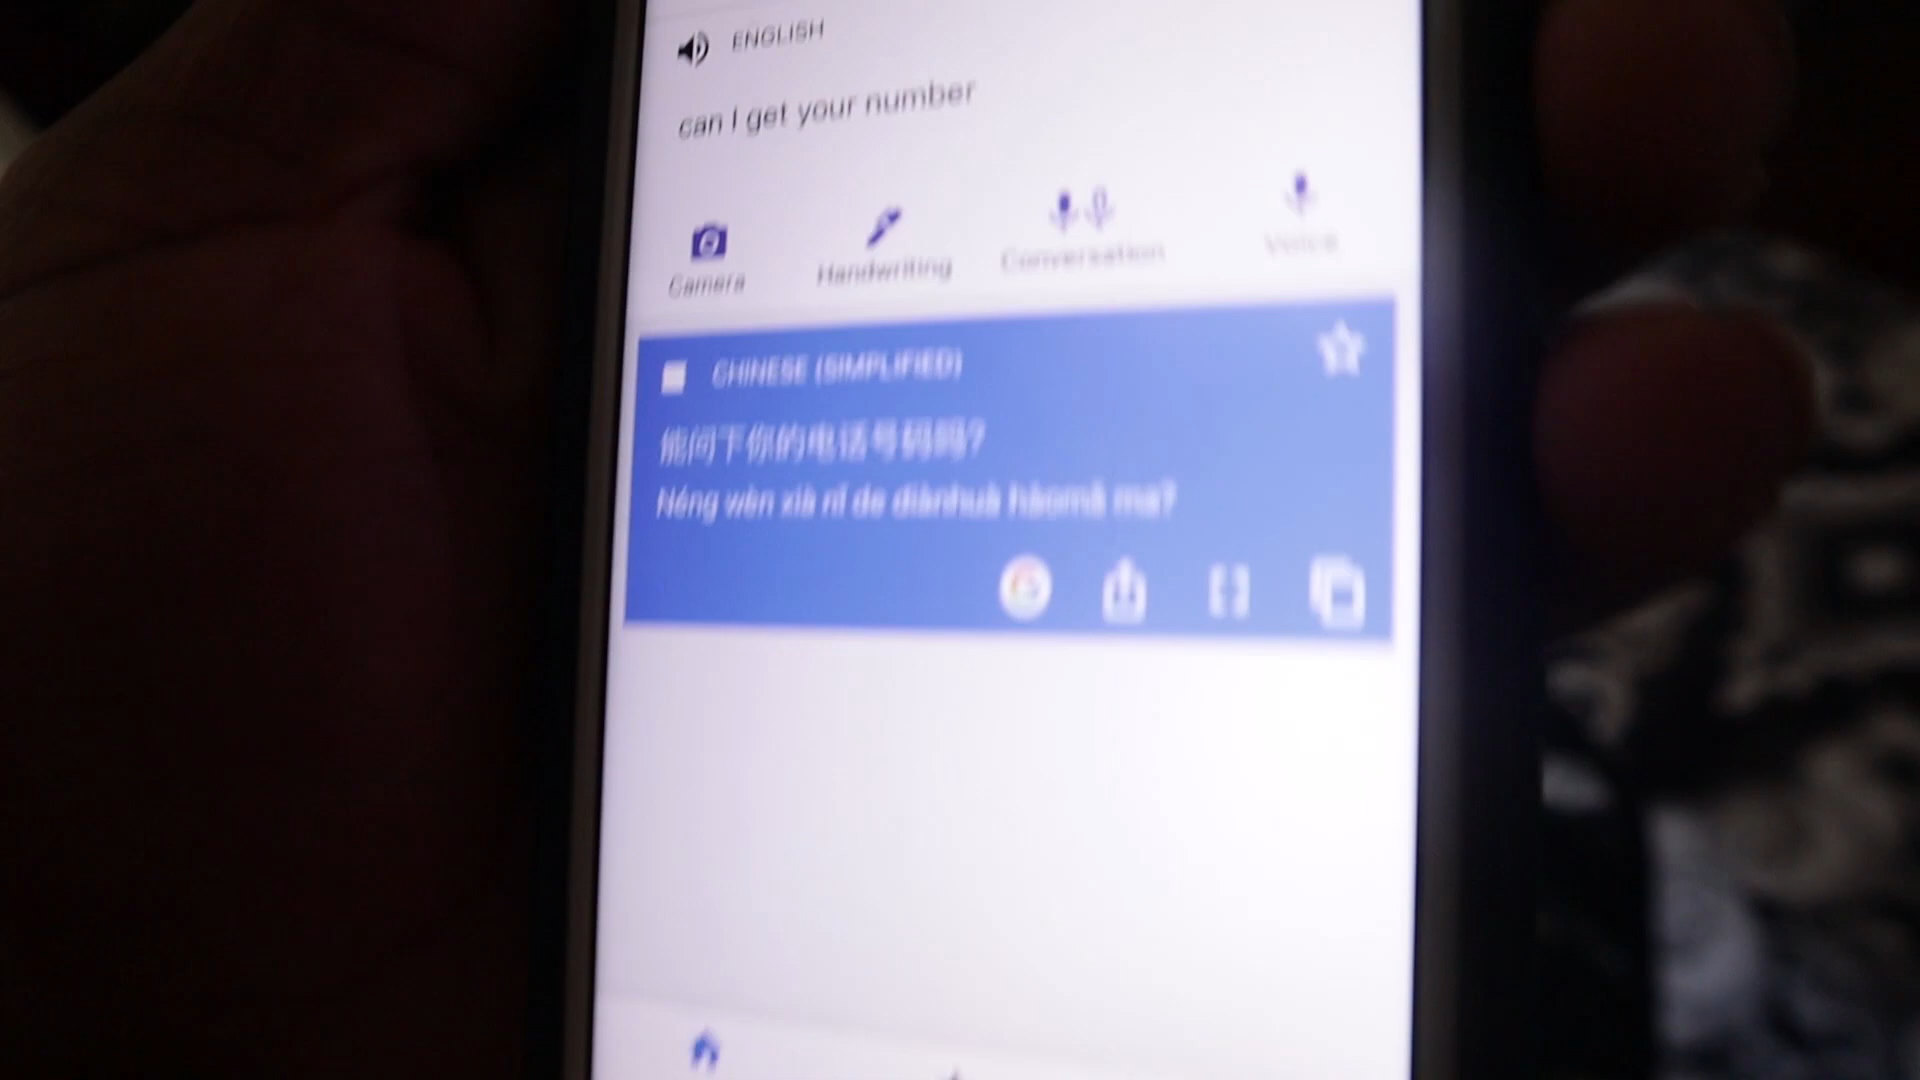 ENGLISH
can I get your number
Camera
Handwriting
Conversation
Voice
CHINESE (SIMPLIFIED)
能问下你的电话号码吗?
Néng wèn xià nǐ de diànhuà hàomǎ ma?